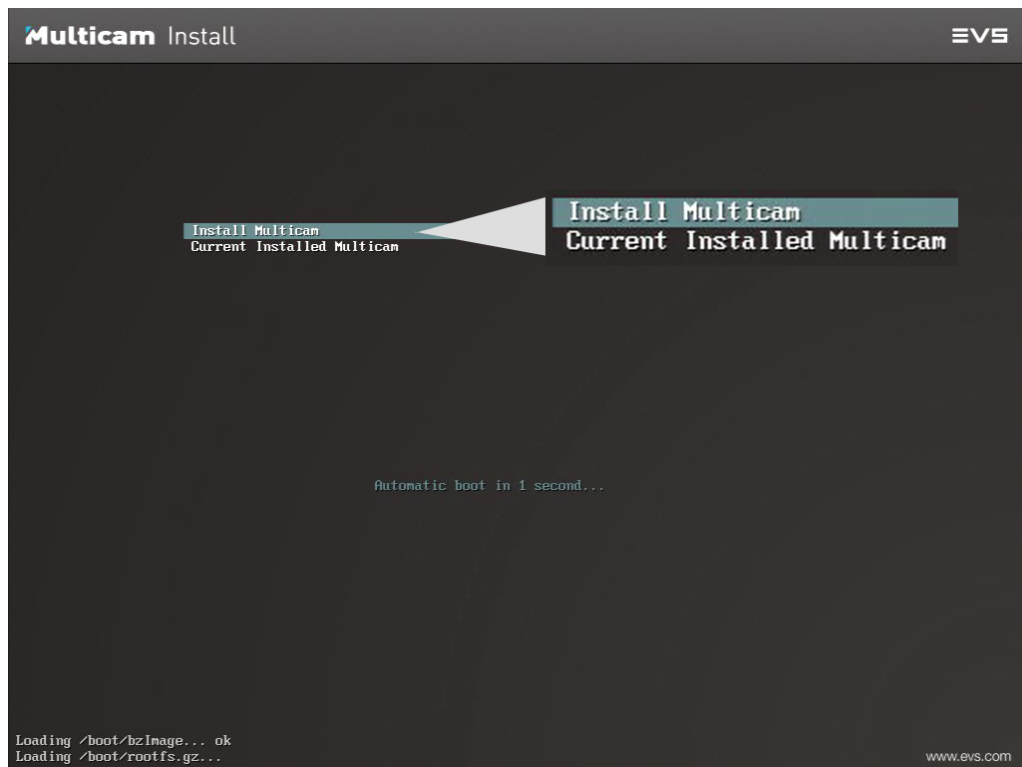 Multicam Install
EVS
Install Multicam
Current Installed Multicam
Install Multicam
Current Installed Multicam
Automatic boot in 1 second...
Loading /boot/bzImage... ok
Loading /boot/rootfs.gz...
www.evs.com